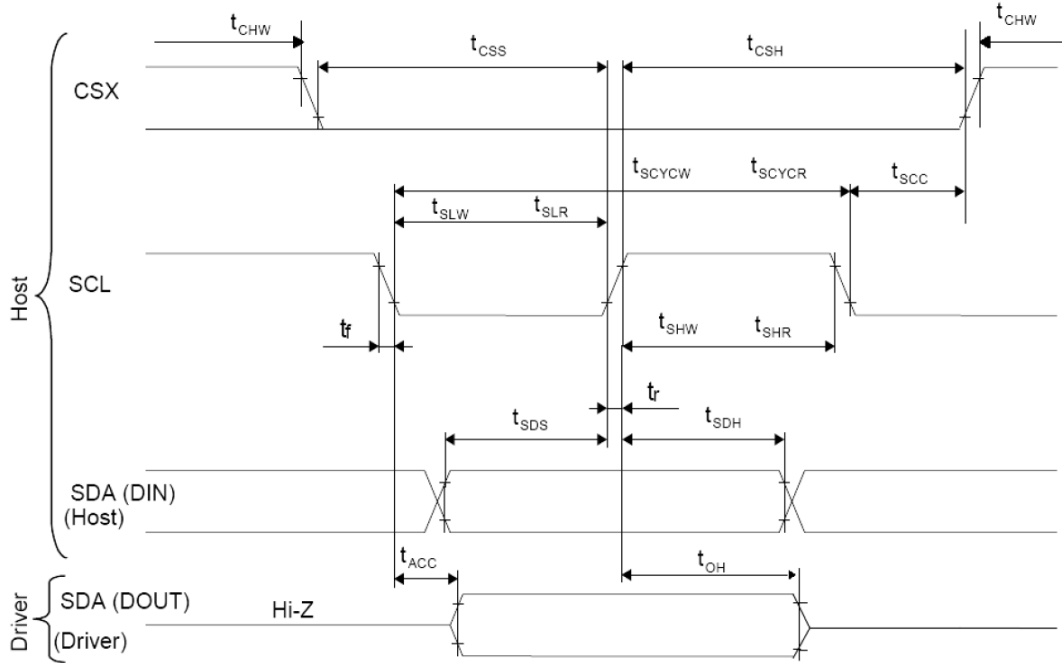 tCHW
tCHW
tCSS
tCSH
CSX
tSCYCW
tSCYCR
tSCC
tSLW
tSLR
SCL
Host
tf
tSHW
tSHR
tr
tSDS
tSDH
SDA (DIN)
(Host)
tACC
tOH
SDA (DOUT)
Hi-Z
Driver
(Driver)